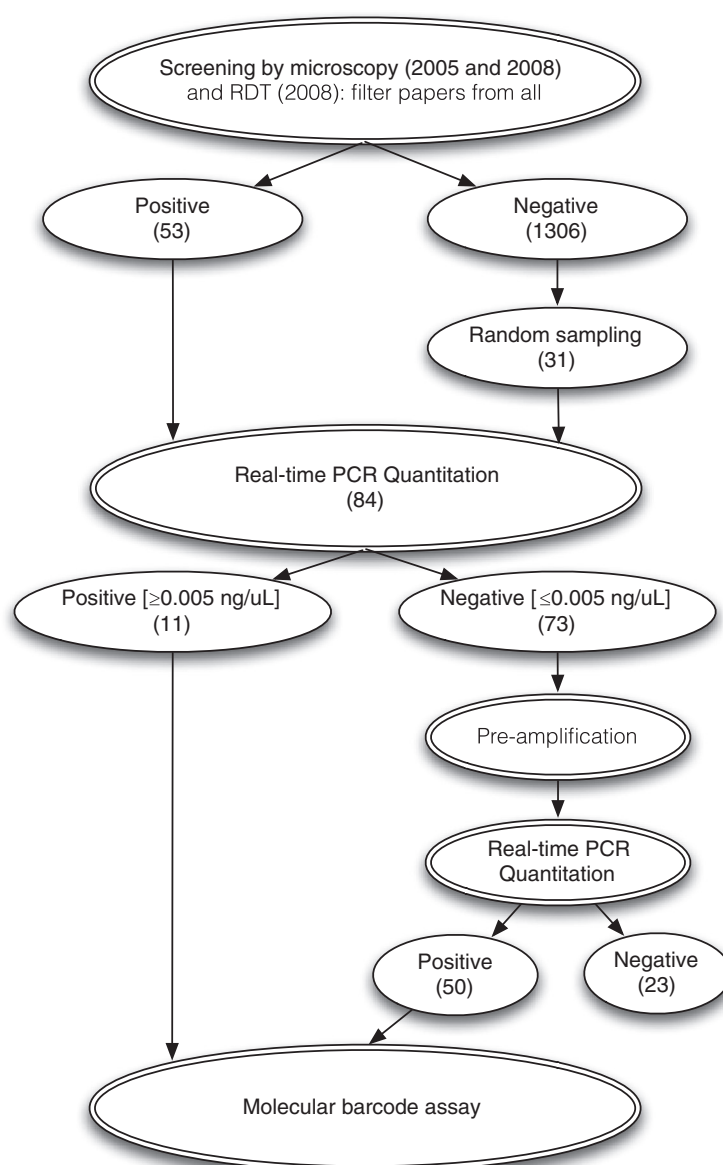 Screening by microscopy (2005 and 2008)
and RDT (2008): filter papers from all
Positive
(53)
Negative
(1306)
Random sampling
(31)
Real-time PCR Quantitation
(84)
Positive [≥0.005 ng/uL]
(11)
Negative [≤0.005 ng/uL]
(73)
Pre-amplification
Real-time PCR
Quantitation
Positive
(50)
Negative
(23)
Molecular barcode assay